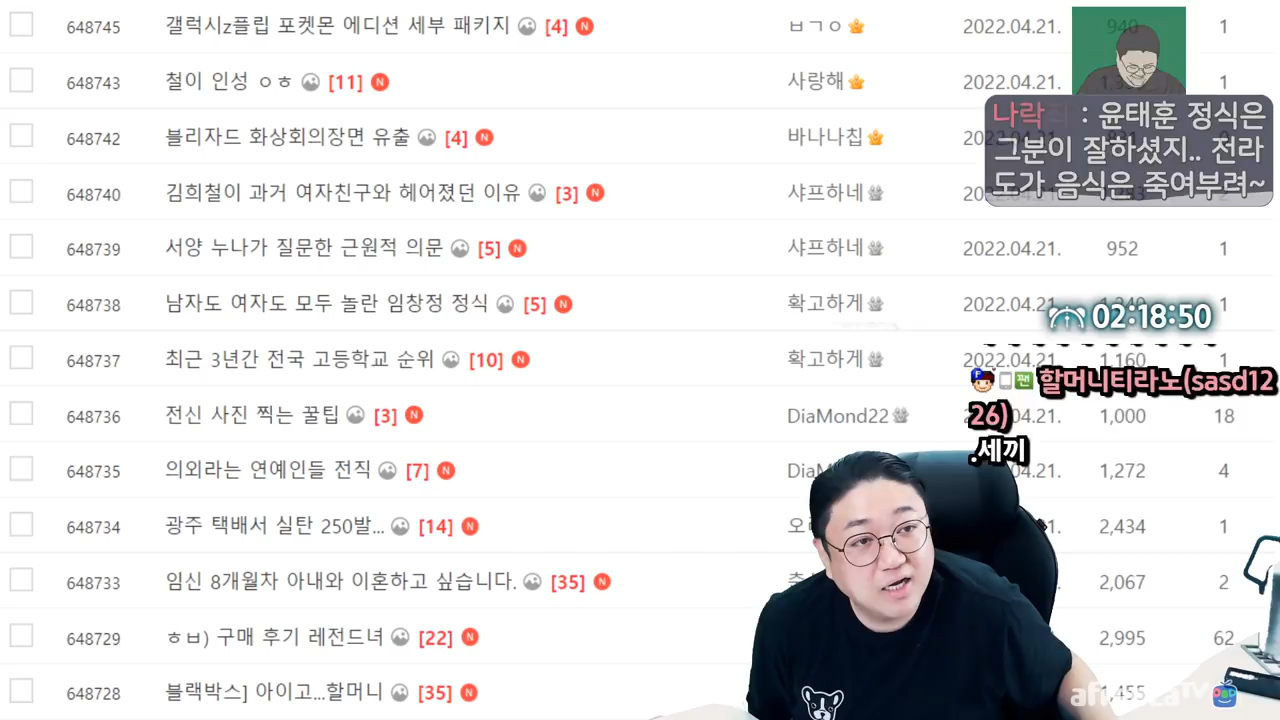 648745 갤럭시z플립 포켓몬 에디션 세부 패키지 [4] N ㅂㄱㅇ 2022.04.21. 940 1
648743 철이 인성 ㅇㅎ [11] N 사랑해 2022.04.21. 1
648742 블리자드 화상회의장면 유출 [4] N 바나나칩
나락 : 윤태훈 정식은
그분이 잘하셨지.. 전라
도가 음식은 죽여부려~
648740 김희철이 과거 여자친구와 헤어졌던 이유 [3] N 샤프하네
648739 서양 누나가 질문한 근원적 의문 [5] N 샤프하네 2022.04.21. 952 1
648738 남자도 여자도 모두 놀란 임창정 정식 [5] N 확고하게 2022.04.21. 1
02:18:50
648737 최근 3년간 전국 고등학교 순위 [10] N 확고하게 2022.04.21. 1,160 1
할머니티라노(sasd12
26)
.세끼
648736 전신 사진 찍는 꿀팁 [3] N DiaMond22 04.21. 1,000 18
648735 의외라는 연예인들 전직 [7] N 04.21. 1,272 4
648734 광주 택배서 실탄 250발... [14] N 2,434 1
648733 임신 8개월차 아내와 이혼하고 싶습니다. [35] N 2,067 2
648729 ㅎㅂ) 구매 후기 레전드녀 [22] N 2,995 62
648728 블랙박스] 아이고...할머니 [35] N 1,455
afreecaTV